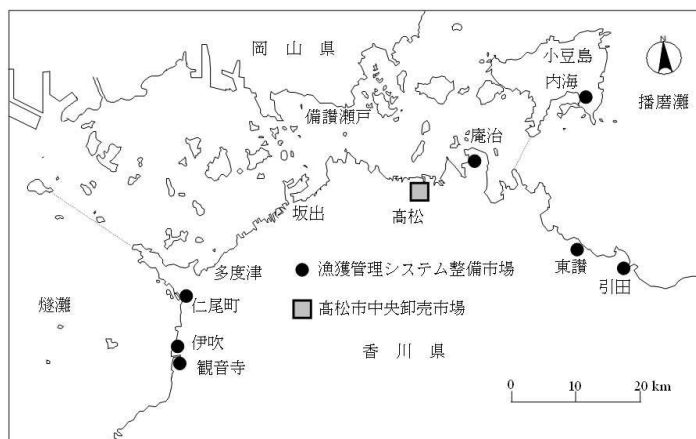 岡 山 県
小豆島
内海
播磨灘
N
備讃瀬戸
庵治
坂出
高松
多度津
漁獲管理システム整備市場
東讃
引田
燧灘
仁尾町
高松市中央卸売市場
伊吹
観音寺
香 川 県
0 10 20 km